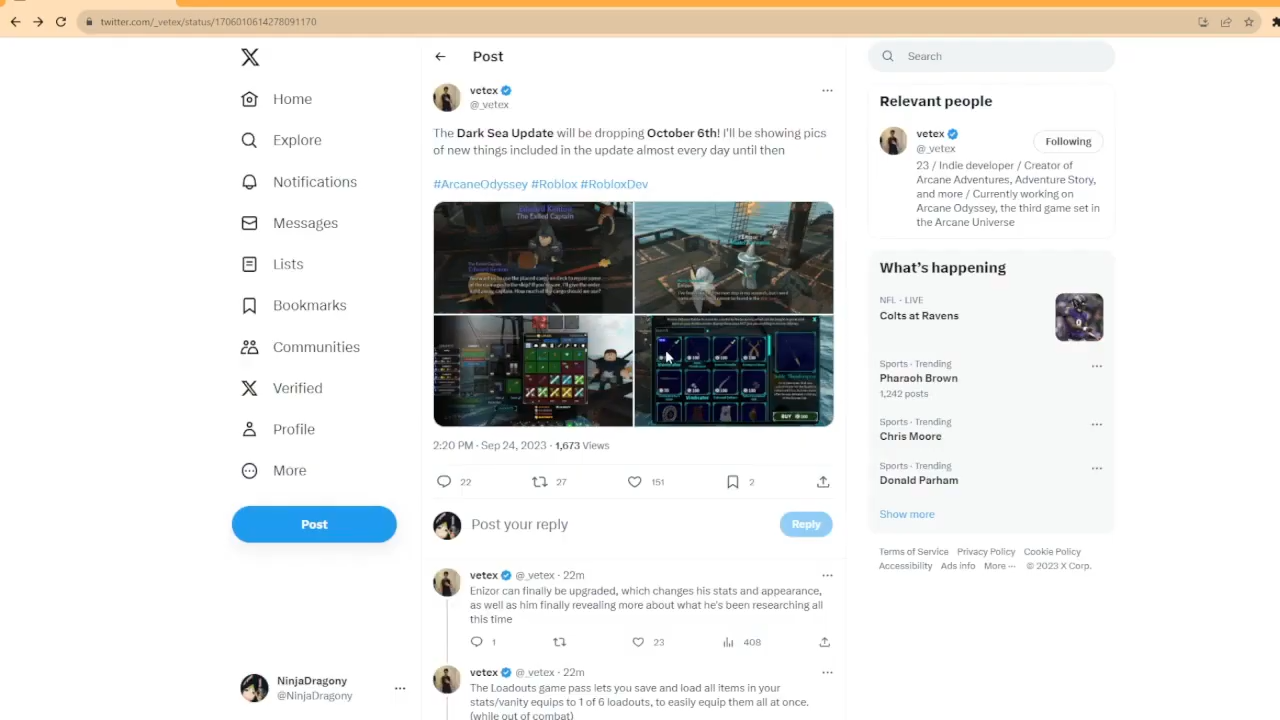 twitter.com/_vetex/status/1706010614278091170
Home
Explore
Notifications
Messages
Lists
Bookmarks
Communities
Verified
Profile
More
Post
NinjaDragony
@NinjaDragony
Post
vetex
@_vetex
The Dark Sea Update will be dropping October 6th! I'll be showing pics
of new things included in the update almost every day until then
#ArcaneOdyssey #Roblox #RobloxDev
The Exiled Captain
BUY
2:20 PM · Sep 24, 2023 · 1,673 Views
22 27 151 2
Post your reply
Reply
vetex @_vetex · 22m
Enizor can finally be upgraded, which changes his stats and appearance,
as well as him finally revealing more about what he's been researching all
this time
1 23 408
vetex @_vetex · 22m
The Loadouts game pass lets you save and load all items in your
stats/vanity equips to 1 of 6 loadouts, to easily equip them all at once.
(while out of combat)
Search
Relevant people
vetex
@_vetex
Following
23 / Indie developer / Creator of
Arcane Adventures, Adventure Story,
and more / Currently working on
Arcane Odyssey, the third game set in
the Arcane Universe
What's happening
NFL · LIVE
Colts at Ravens
Sports · Trending
Pharaoh Brown
1,242 posts
Sports · Trending
Chris Moore
Sports · Trending
Donald Parham
Show more
Terms of Service Privacy Policy Cookie Policy
Accessibility Ads info More ··· © 2023 X Corp.